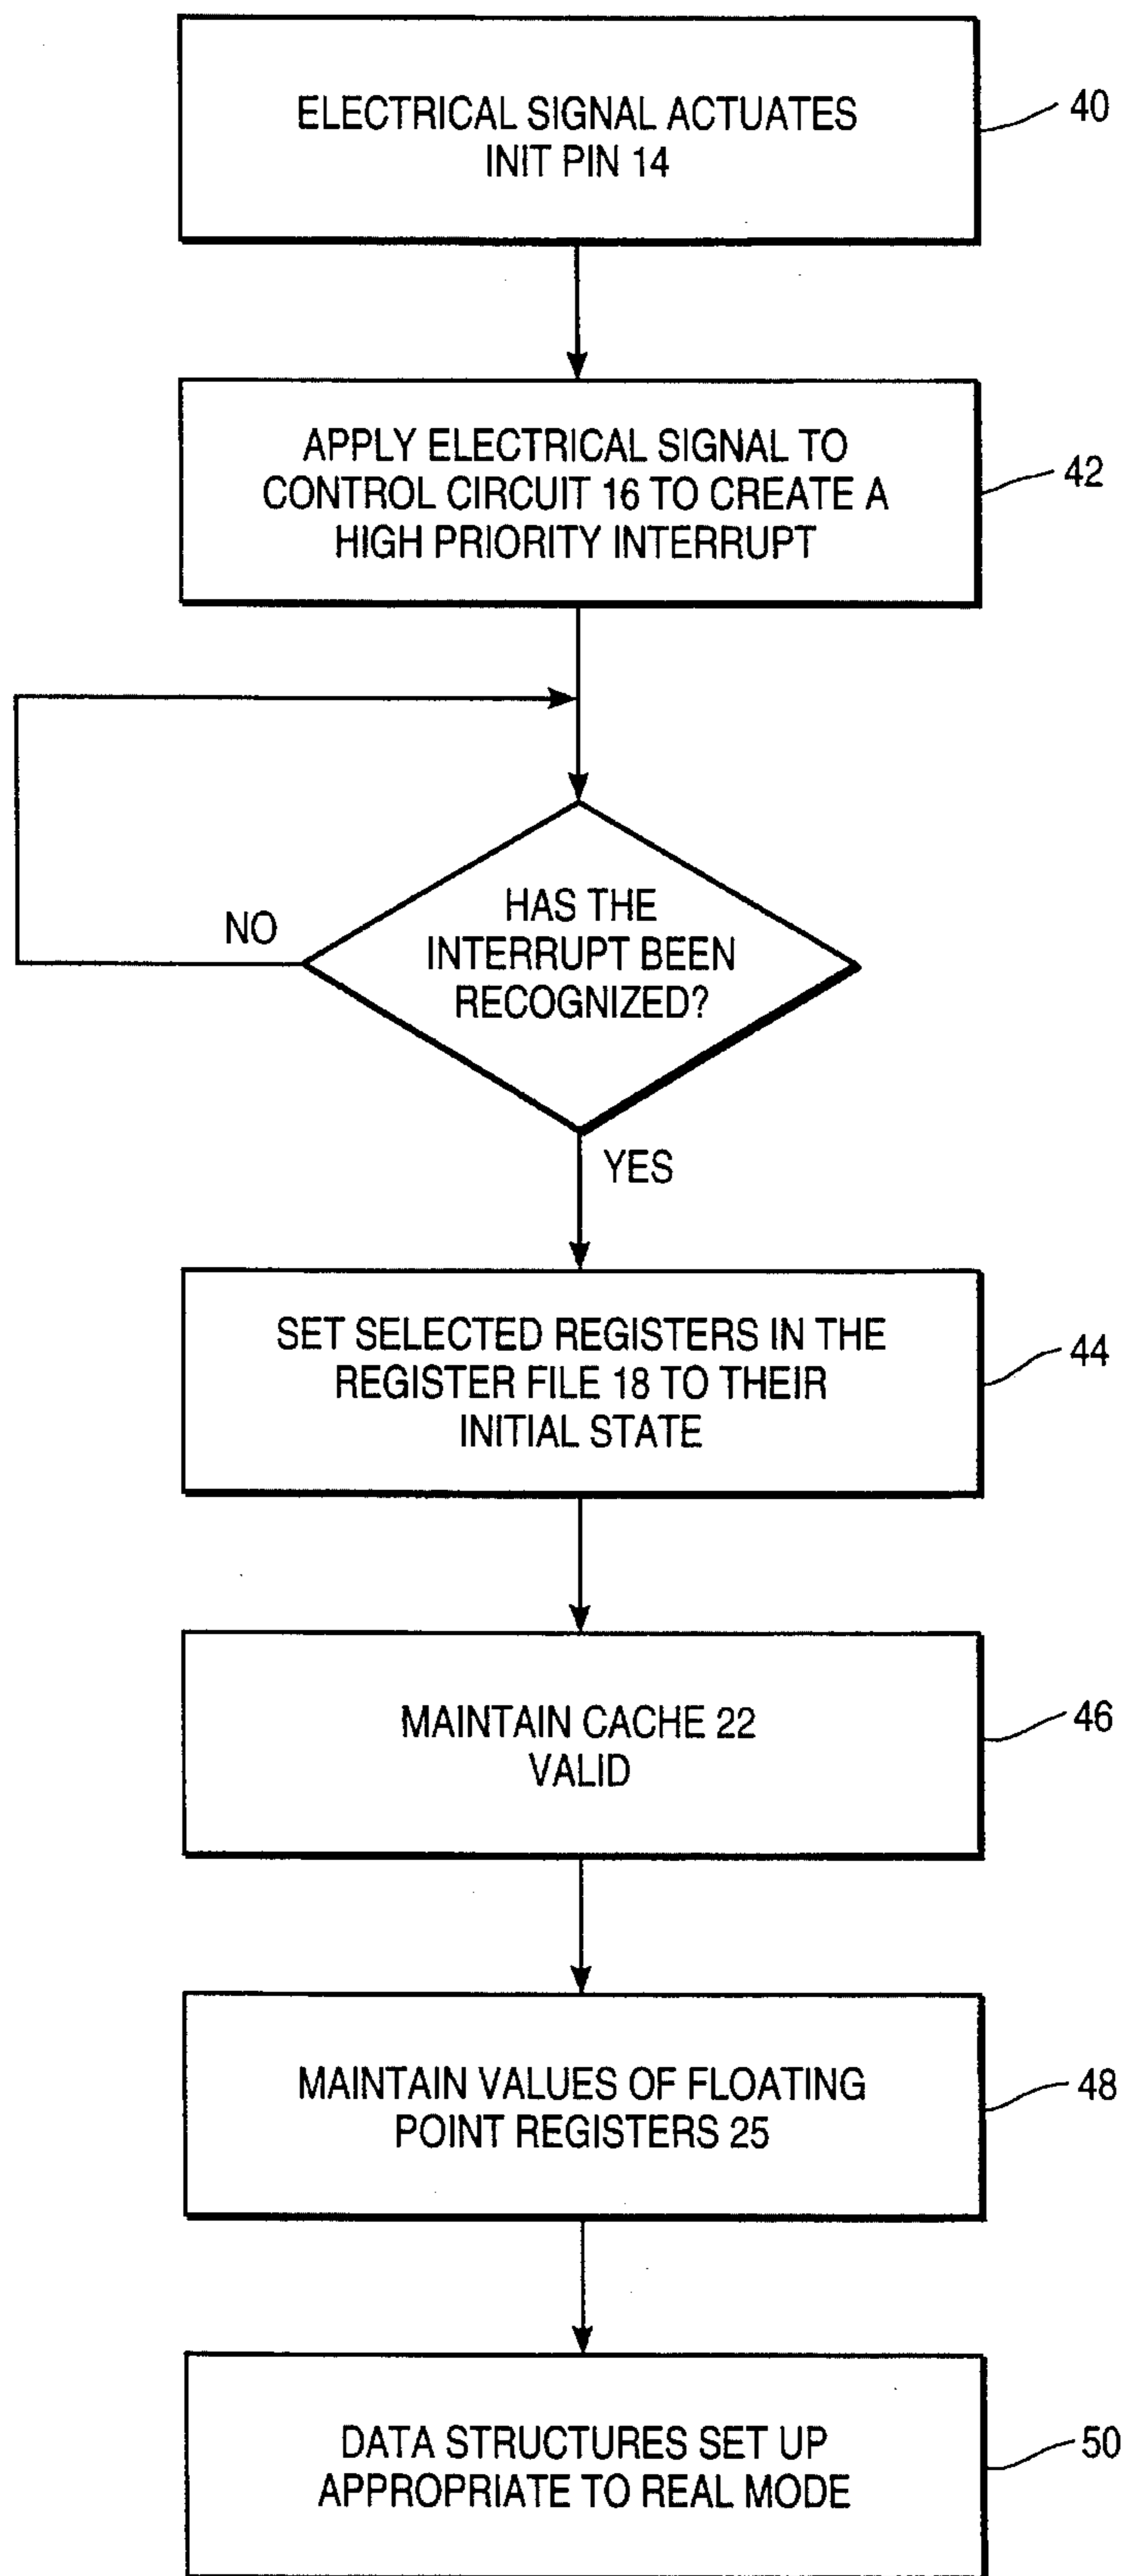 ELECTRICAL SIGNAL ACTUATES
INIT PIN 14
40
APPLY ELECTRICAL SIGNAL TO
CONTROL CIRCUIT 16 TO CREATE A
HIGH PRIORITY INTERRUPT
42
HAS THE
INTERRUPT BEEN
RECOGNIZED?
NO
YES
SET SELECTED REGISTERS IN THE
REGISTER FILE 18 TO THEIR
INITIAL STATE
44
MAINTAIN CACHE 22
VALID
46
MAINTAIN VALUES OF FLOATING
POINT REGISTERS 25
48
DATA STRUCTURES SET UP
APPROPRIATE TO REAL MODE
50